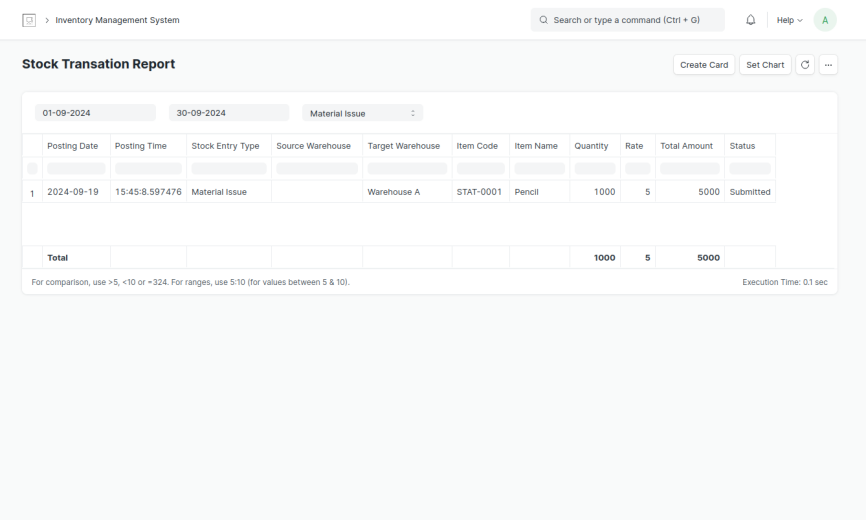 Inventory Management System
Search or type a command (Ctrl + G)
Help
A
Stock Transation Report
Create Card
Set Chart
01-09-2024
30-09-2024
Material Issue
Posting Date Posting Time Stock Entry Type Source Warehouse Target Warehouse Item Code Item Name Quantity Rate Total Amount Status
1 2024-09-19 15:45:8.597476 Material Issue Warehouse A STAT-0001 Pencil 1000 5 5000 Submitted
Total 1000 5 5000
For comparison, use >5, <10 or =324. For ranges, use 5:10 (for values between 5 & 10).
Execution Time: 0.1 sec